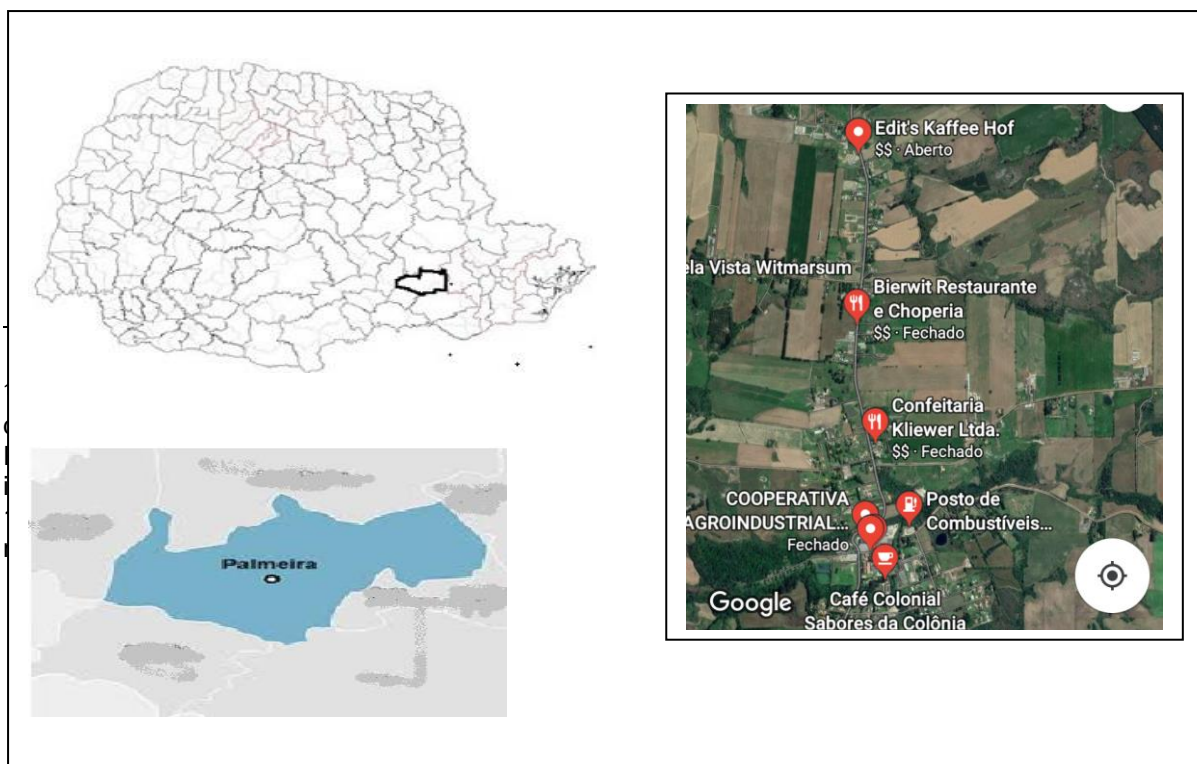 Palmeira
Edit's Kaffee Hof
$$ · Aberto
ela Vista Witmarsum
Bierwit Restaurante
e Choperia
$$ · Fechado
Confeitaria
Kliewer Ltda.
$$ · Fechado
COOPERATIVA
AGROINDUSTRIAL...
Fechado
Posto de
Combustíveis...
Café Colonial
Sabores da Colônia
Google